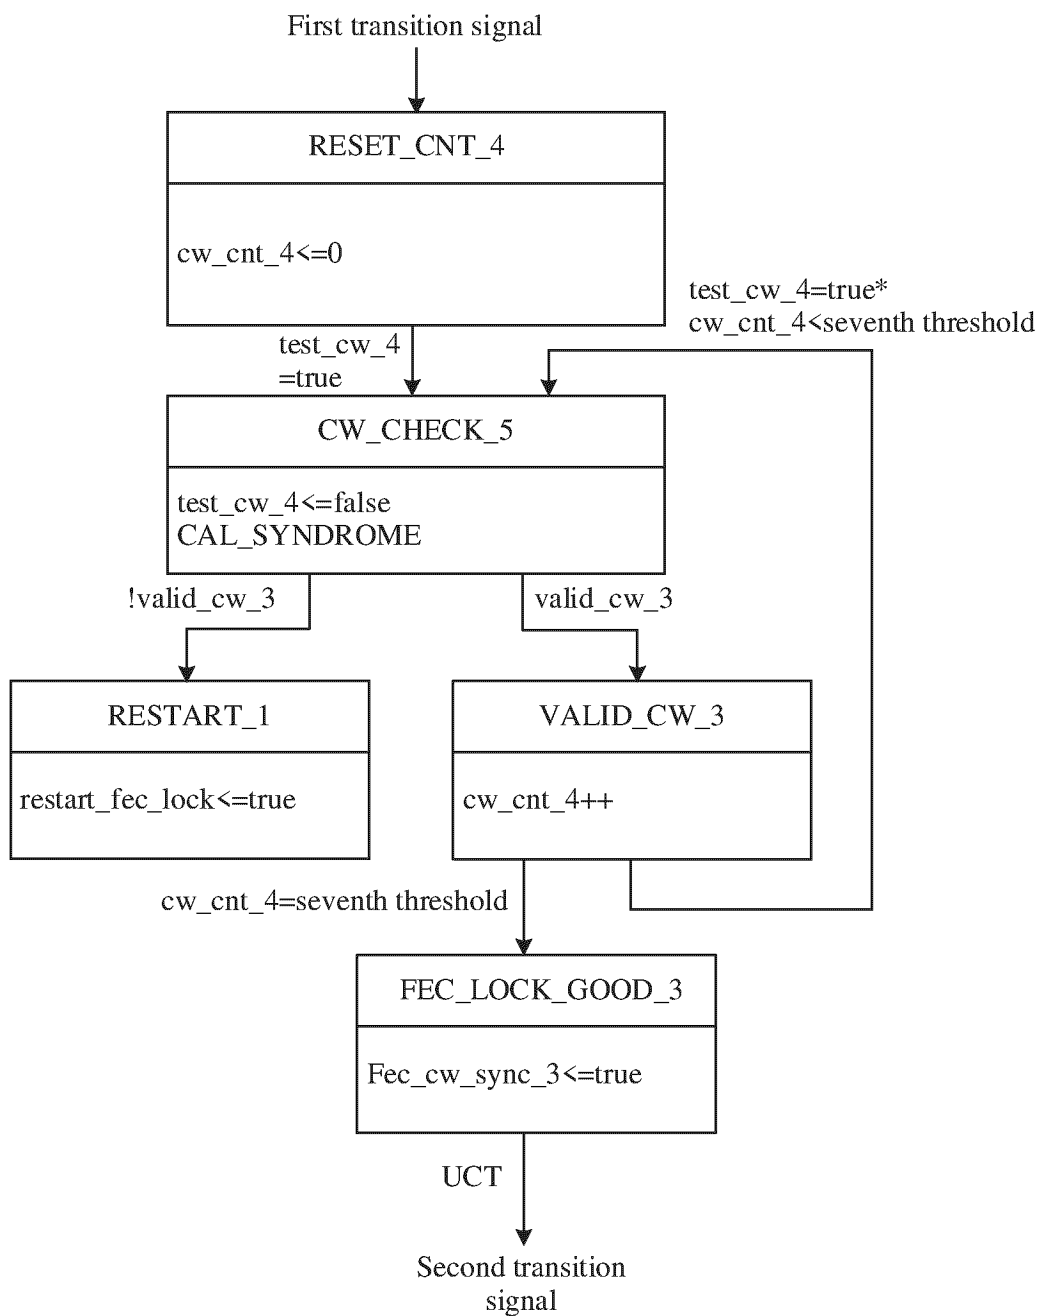 First transition signal
RESET_CNT_4
cw_cnt_4<=0
test_cw_4=true*
cw_cnt_4<seventh threshold
test_cw_4
=true
CW_CHECK_5
test_cw_4<=false
CAL_SYNDROME
!valid_cw_3
valid_cw_3
RESTART_1
VALID_CW_3
restart_fec_lock<=true
cw_cnt_4++
cw_cnt_4=seventh threshold
FEC_LOCK_GOOD_3
Fec_cw_sync_3<=true
UCT
Second transition
signal